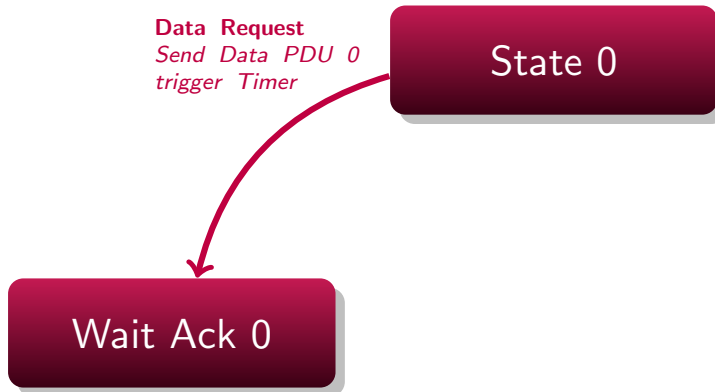 Data Request
Send Data PDU 0
trigger Timer
State 0
Wait Ack 0